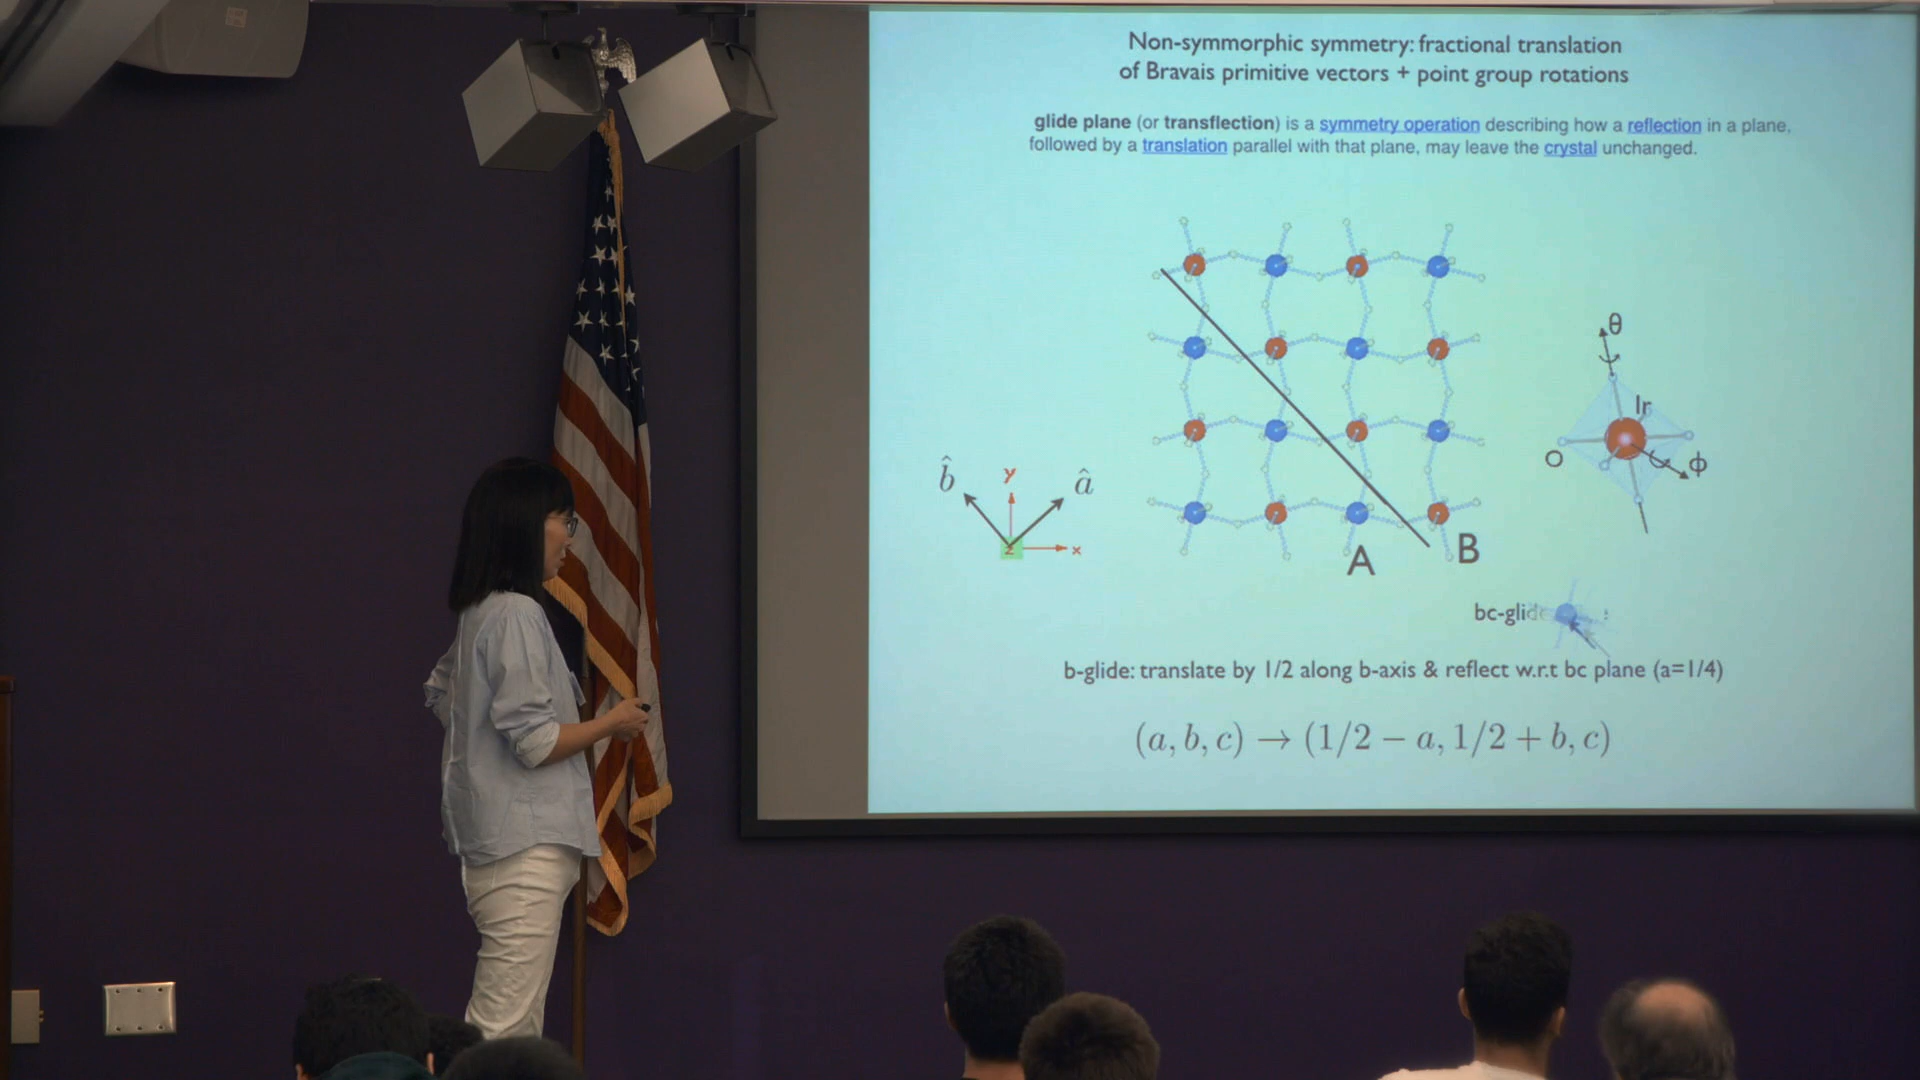 Non-symmorphic symmetry: fractional translation
of Bravais primitive vectors + point group rotations
glide plane (or transflection) is a symmetry operation describing how a reflection in a plane,
followed by a translation parallel with that plane, may leave the crystal unchanged.
θ
Ir
O
ϕ
b̂
y
â
z
x
A
B
bc-glide
b-glide: translate by 1/2 along b-axis & reflect w.r.t bc plane (a=1/4)
(a, b, c) → (1/2 − a, 1/2 + b, c)